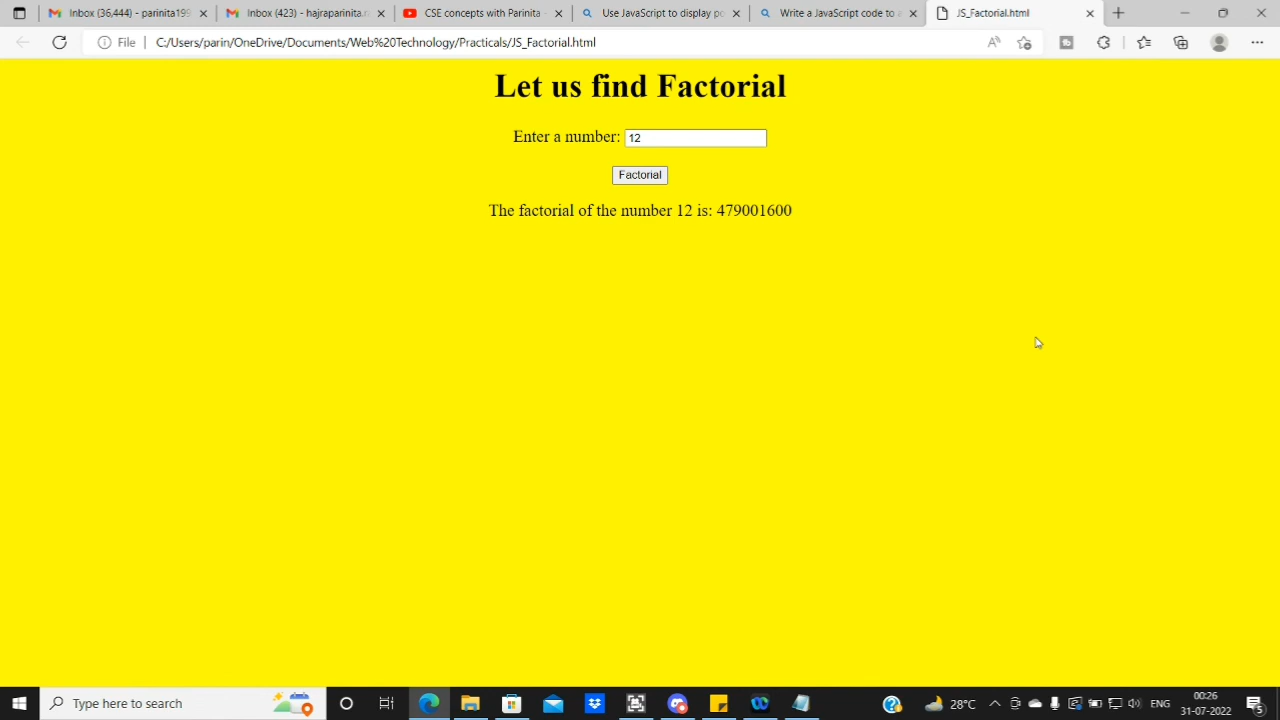 Inbox (36,444) - parinita199
Inbox (423) - hajraparinita.n
CSE concepts with Parinita -
Use JavaScript to display po
Write a JavaScript code to a
JS_Factorial.html
File
C:/Users/parin/OneDrive/Documents/Web%20Technology/Practicals/JS_Factorial.html
Let us find Factorial
Enter a number: 12
Factorial
The factorial of the number 12 is: 479001600
Type here to search
28°C
ENG
00:26
31-07-2022
5